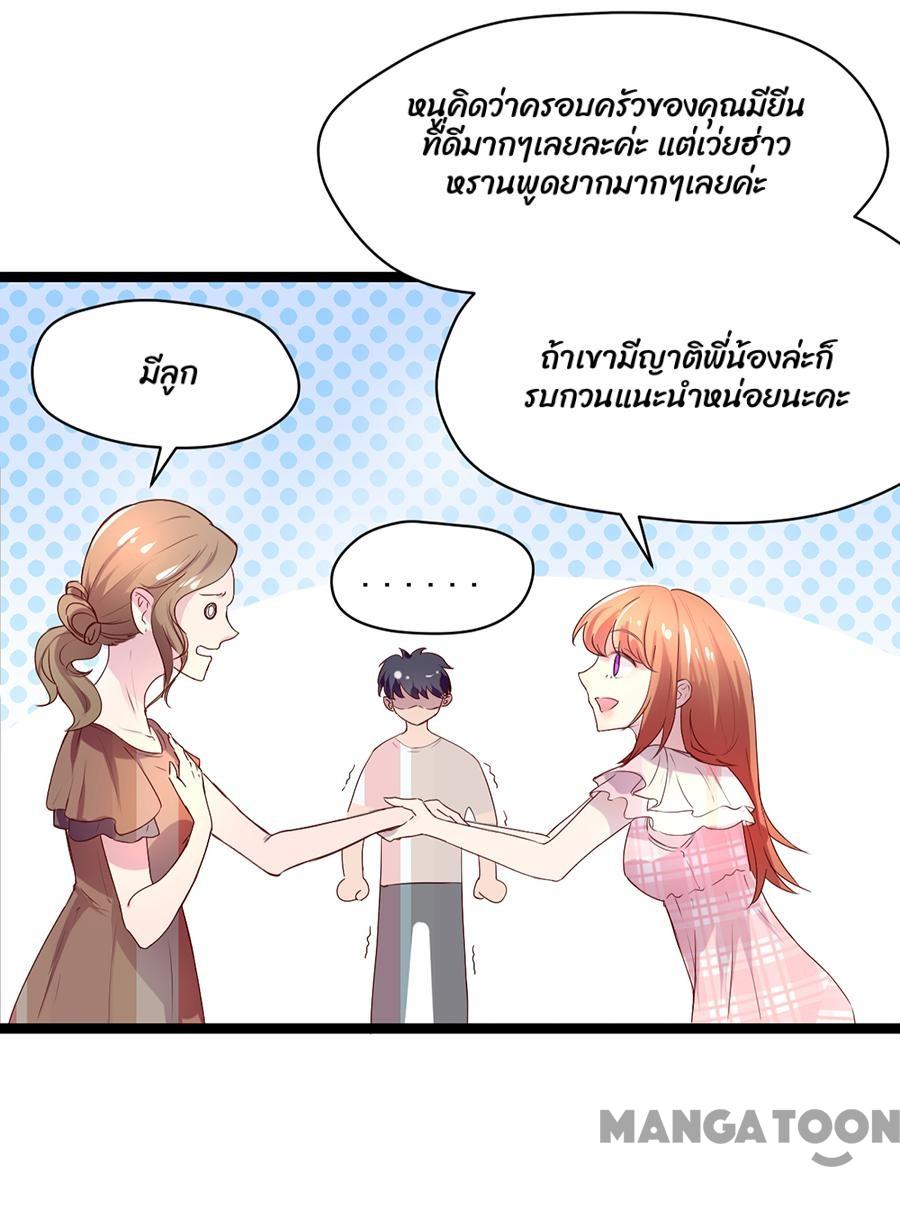 หนูคิดว่าครอบครัวของคุณมียีน
ที่ดีมากๆเลยละค่ะ แต่เว่ยฮ่าว
หรานพูดยากมากๆเลยค่ะ
ถ้าเขามีญาติพี่น้องล่ะก็
รบกวนแนะนำหน่อยนะคะ
มีลูก
. . . . . .
MANGATOON